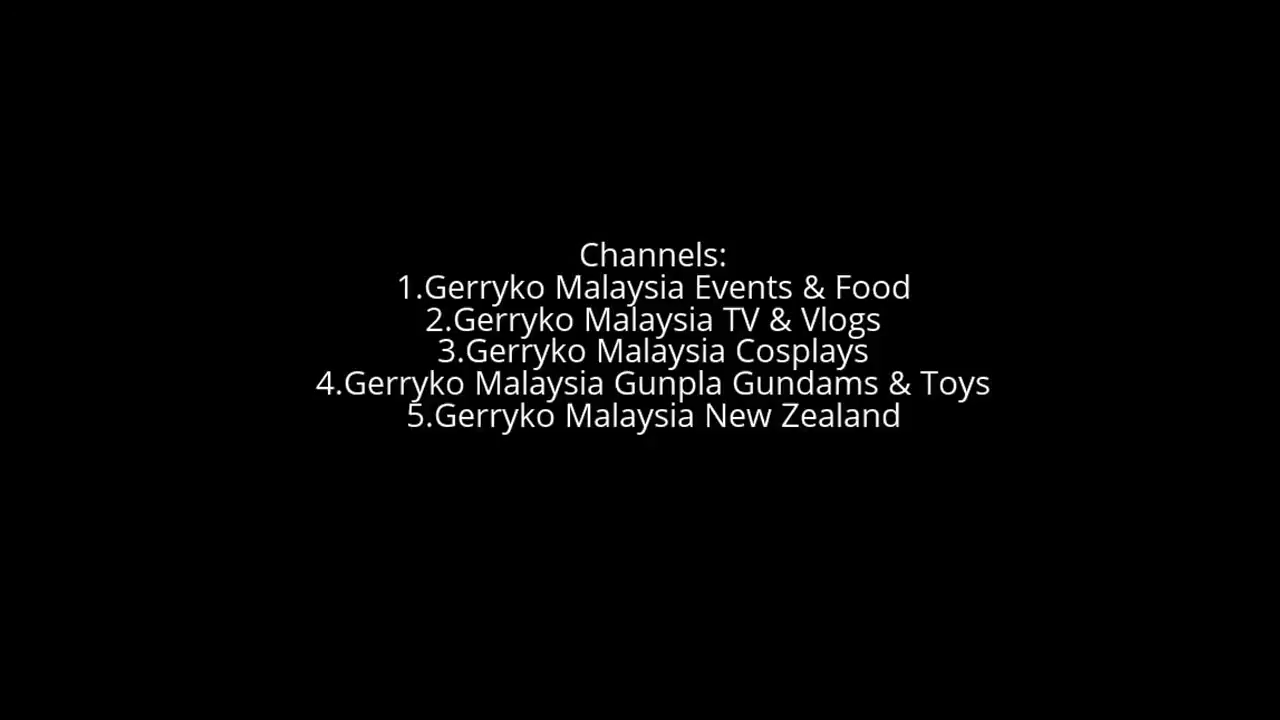 Channels:
1.Gerryko Malaysia Events & Food
2.Gerryko Malaysia TV & Vlogs
3.Gerryko Malaysia Cosplays
4.Gerryko Malaysia Gunpla Gundams & Toys
5.Gerryko Malaysia New Zealand